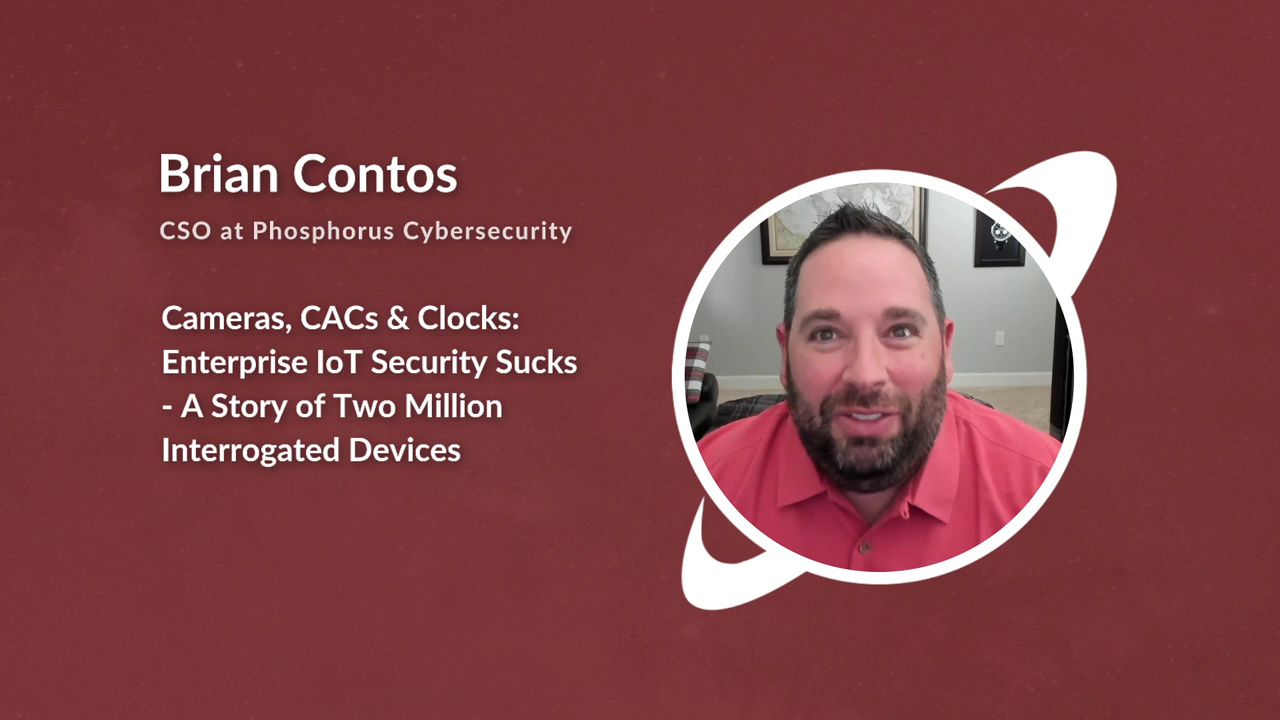 Brian Contos
CSO at Phosphorus Cybersecurity
Cameras, CACs & Clocks:
Enterprise IoT Security Sucks
- A Story of Two Million
Interrogated Devices